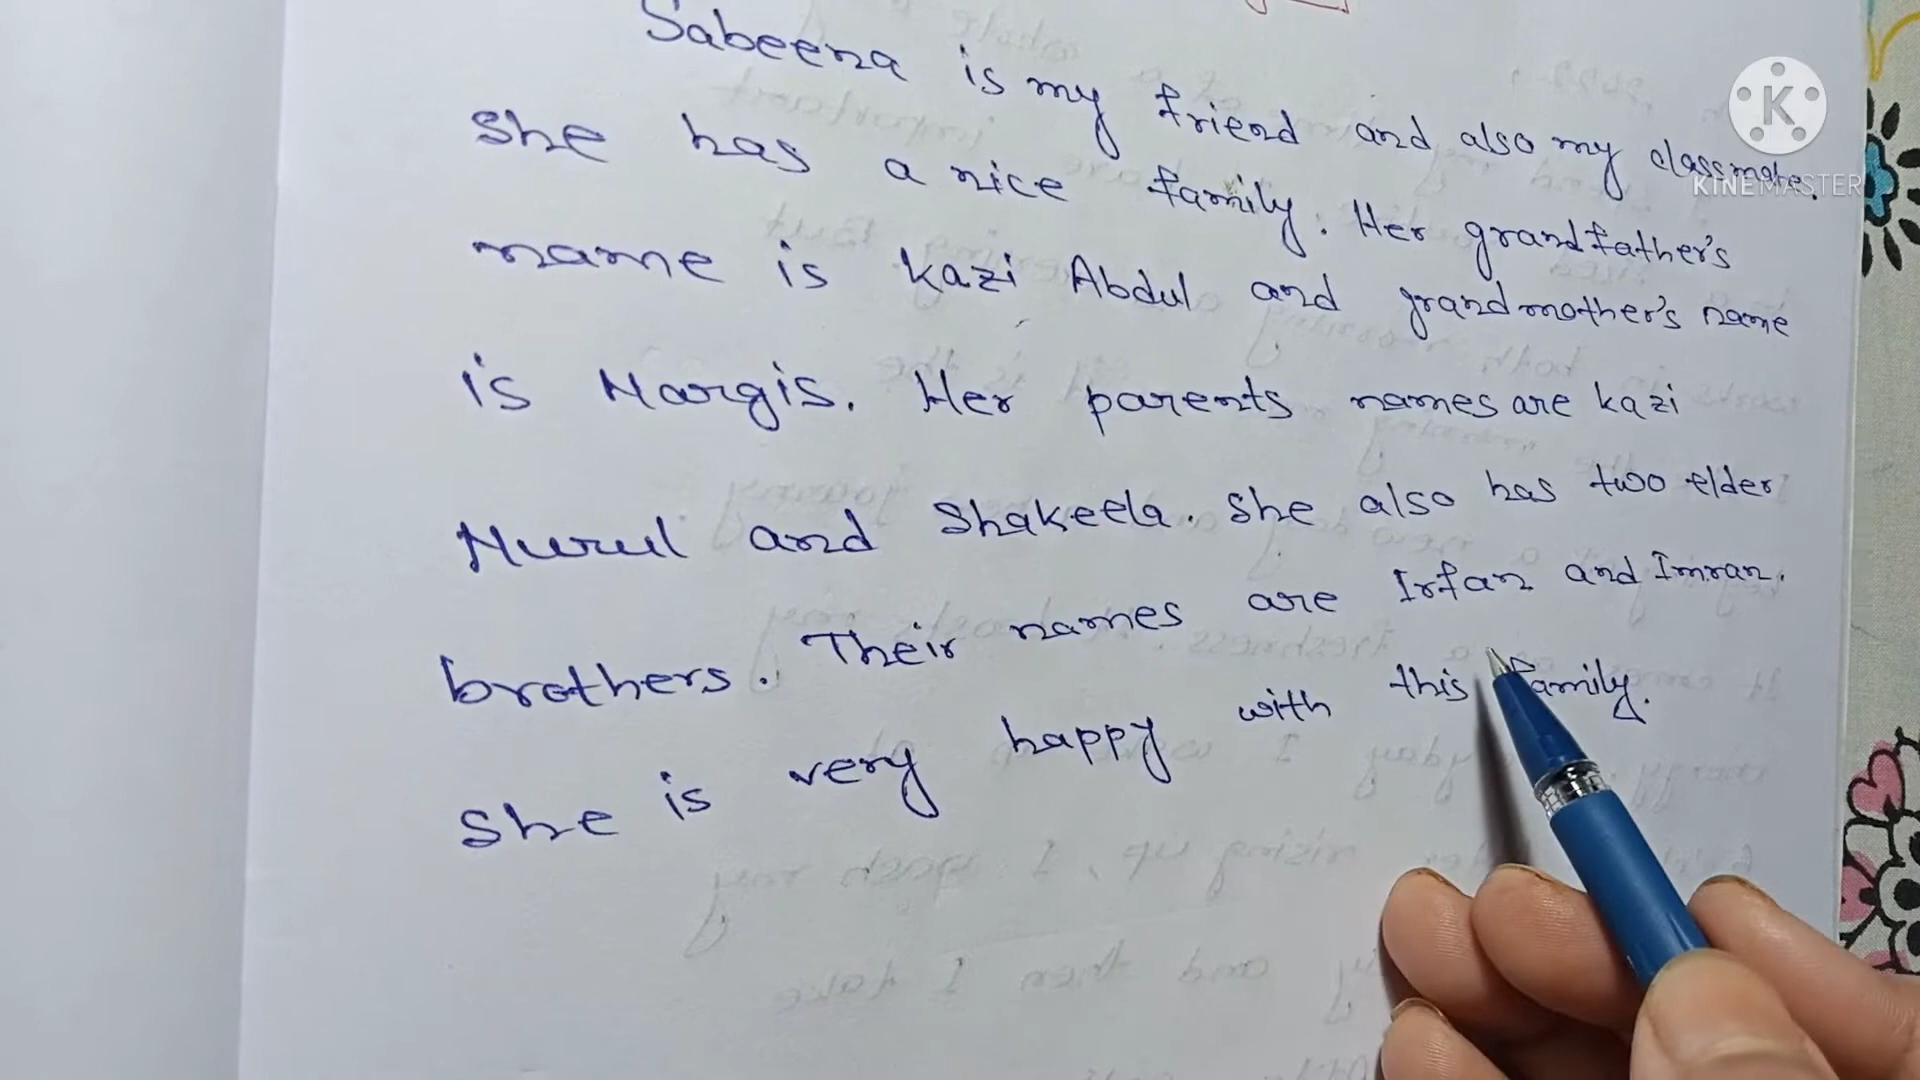 Sabeena is my friend and also my classmate.
She has a nice family. Her grandfather's
name is Kazi Abdul and grandmother's name
is Nargis. Her parents names are Kazi
Nurul and Shakeela. She also has two elder
brothers. Their names are Irfan and Imran.
She is very happy with this family.
K
KINEMASTER